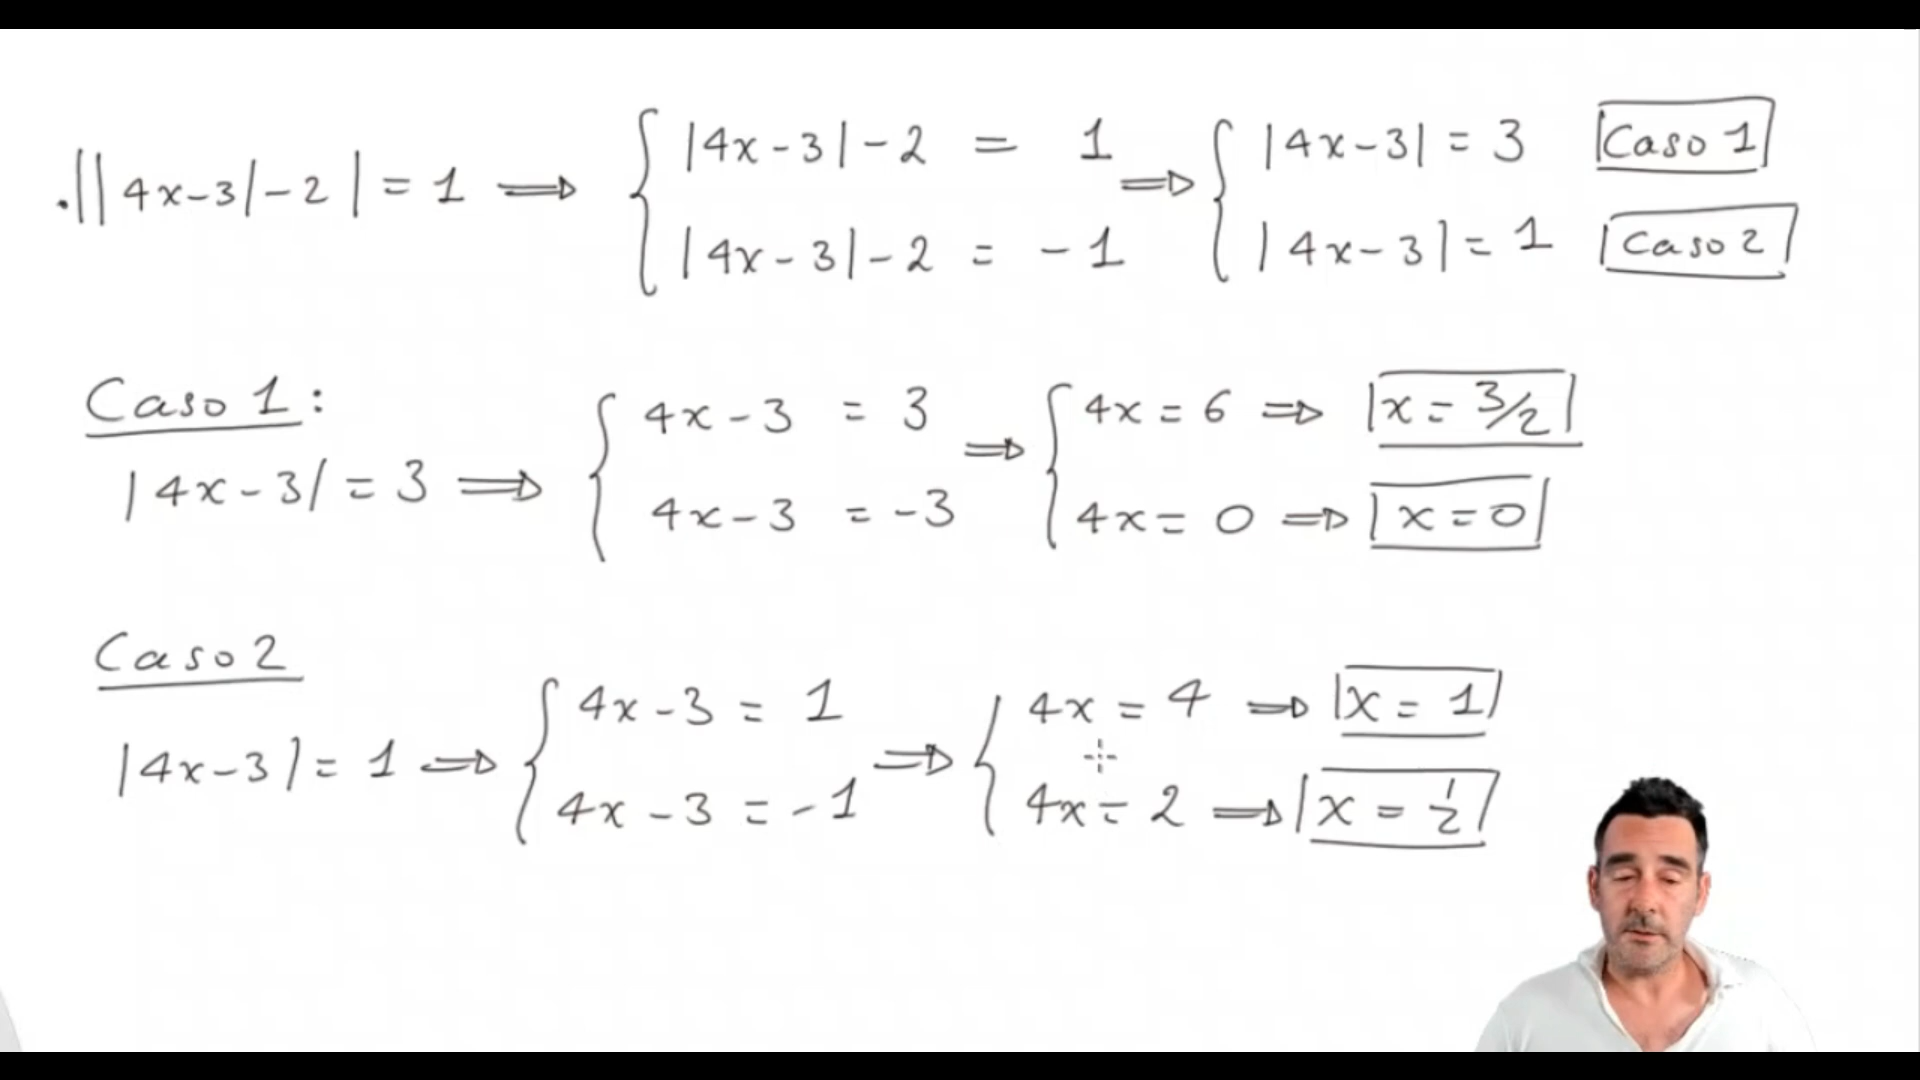 .||4x-3|-2|=1 ⇒ { |4x-3|-2 = 1 ⇒ { |4x-3| = 3 Caso 1
|4x-3|-2 = -1 |4x-3| = 1 Caso 2
Caso 1:
|4x-3| = 3 ⇒ { 4x-3 = 3 ⇒ { 4x = 6 ⇒ x = 3/2
4x-3 = -3 4x = 0 ⇒ x = 0
Caso 2
|4x-3| = 1 ⇒ { 4x-3 = 1 ⇒ { 4x = 4 ⇒ x = 1
4x-3 = -1 4x = 2 ⇒ x = 1/2